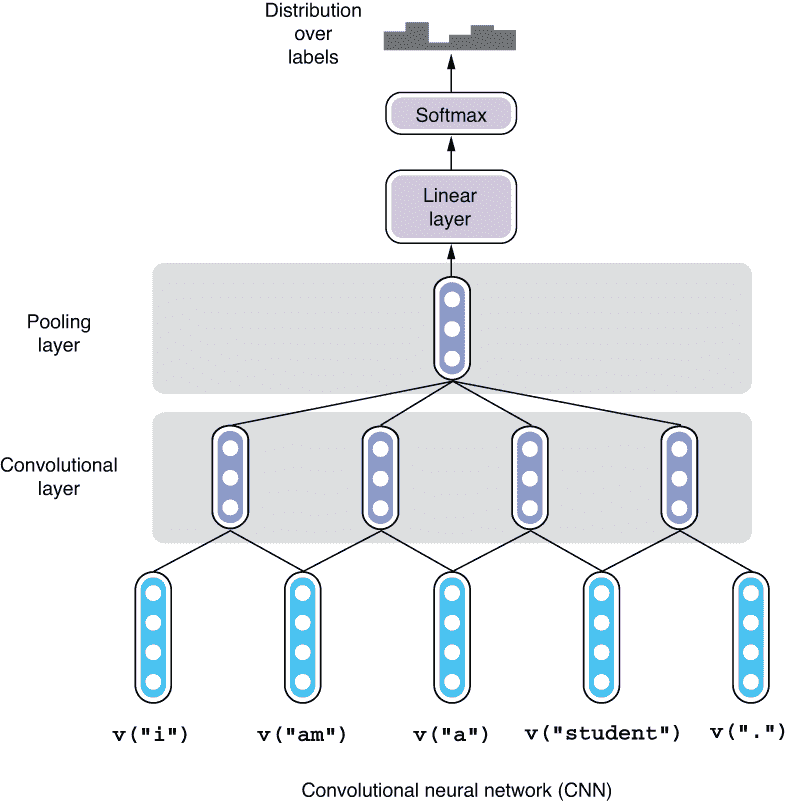 Distribution
over
labels
Softmax
Linear
layer
Pooling
layer
Convolutional
layer
v("i") v("am") v("a") v("student") v(".")
Convolutional neural network (CNN)